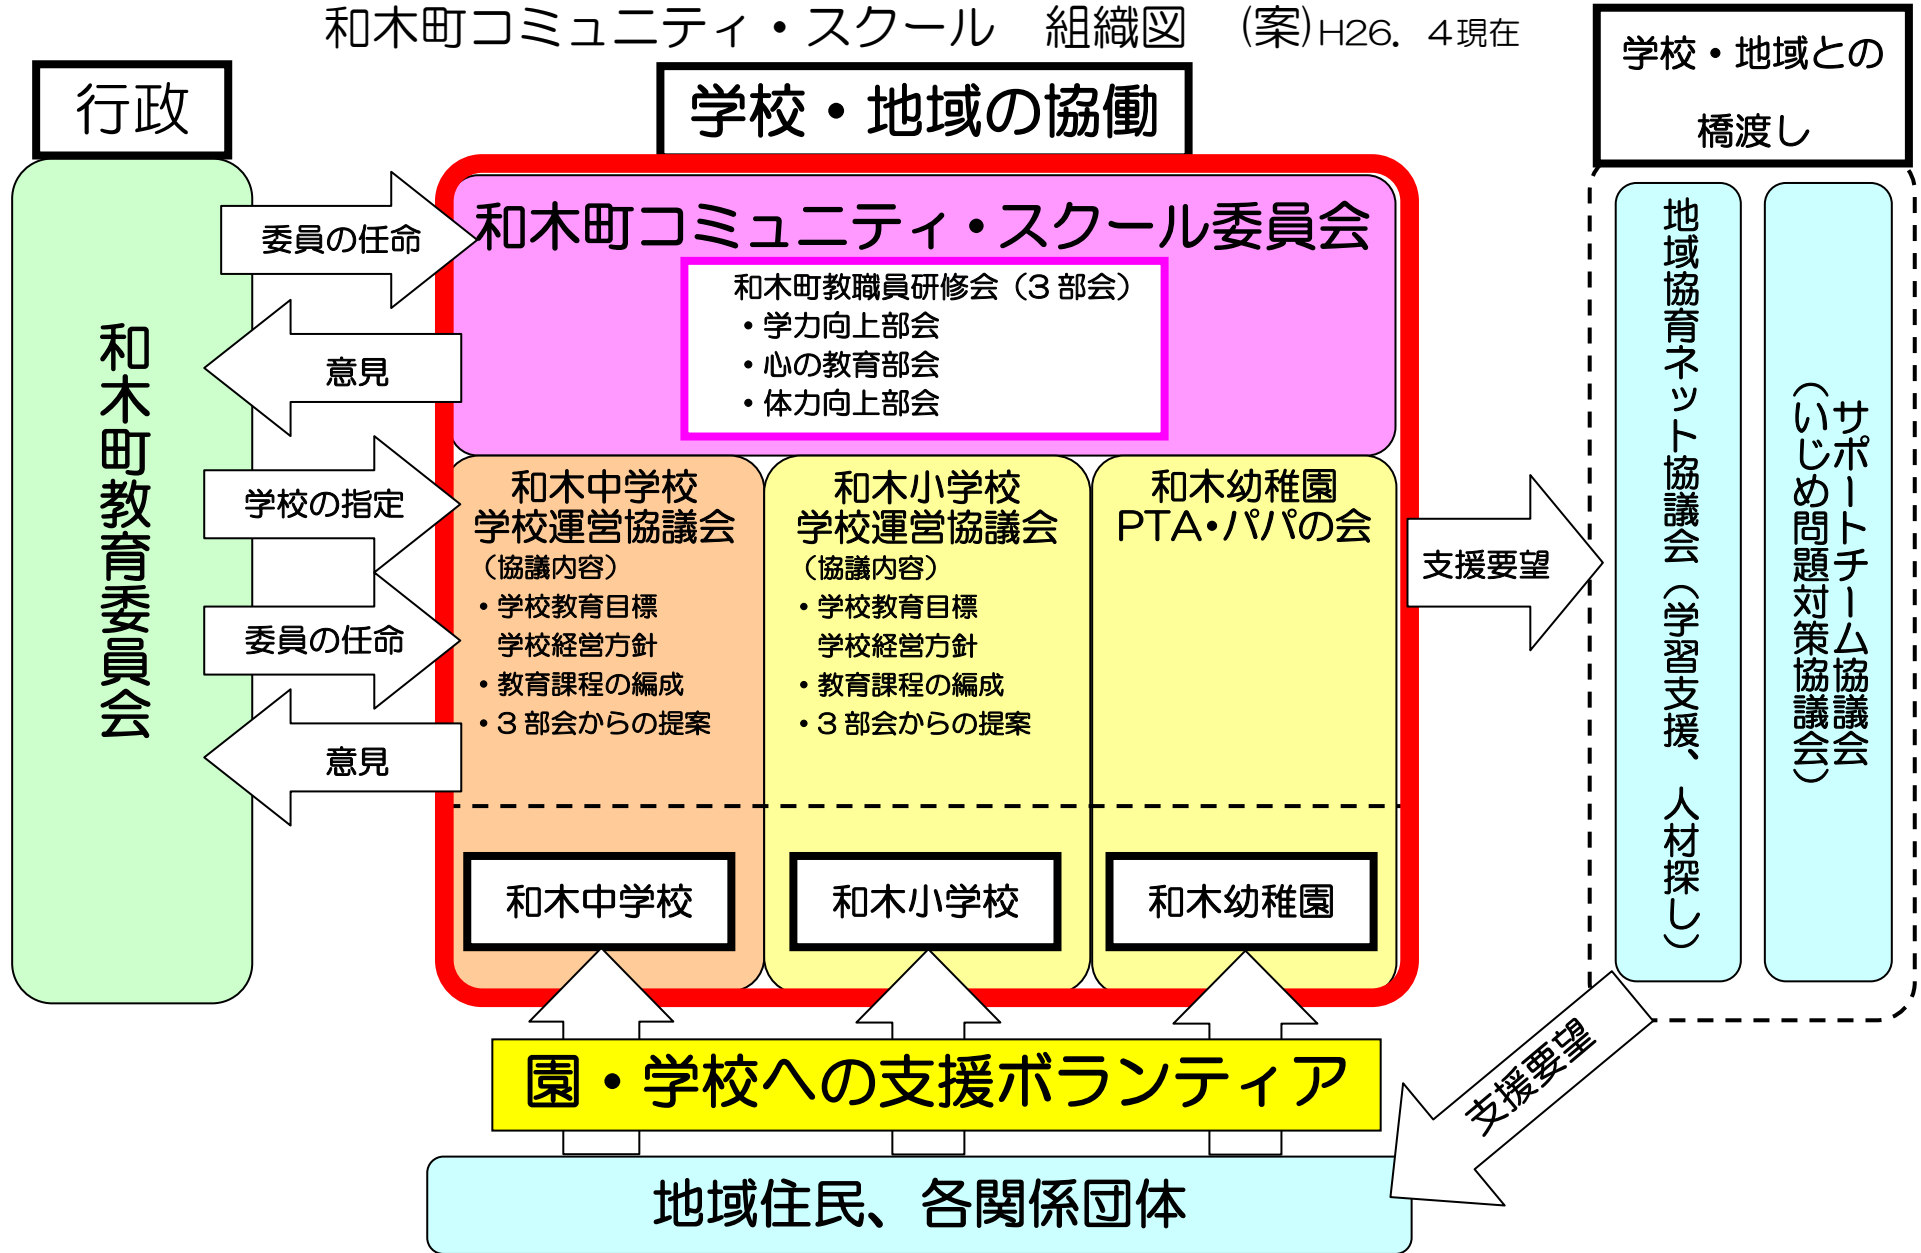 和木町コミュニティ・スクール　組織図　(案)H26．４現在
行政
学校・地域の協働
学校・地域との
橋渡し
和木町教育委員会
委員の任命
意見
学校の指定
委員の任命
意見
和木町コミュニティ・スクール委員会
和木町教職員研修会（３部会）
・学力向上部会
・心の教育部会
・体力向上部会
和木中学校
学校運営協議会
（協議内容）
・学校教育目標
学校経営方針
・教育課程の編成
・３部会からの提案
和木小学校
学校運営協議会
（協議内容）
・学校教育目標
学校経営方針
・教育課程の編成
・３部会からの提案
和木幼稚園
PTA・パパの会
和木中学校
和木小学校
和木幼稚園
支援要望
地域協育ネット協議会（学習支援、人材探し）
サポートチーム協議会
（いじめ問題対策協議会）
支援要望
園・学校への支援ボランティア
地域住民、各関係団体